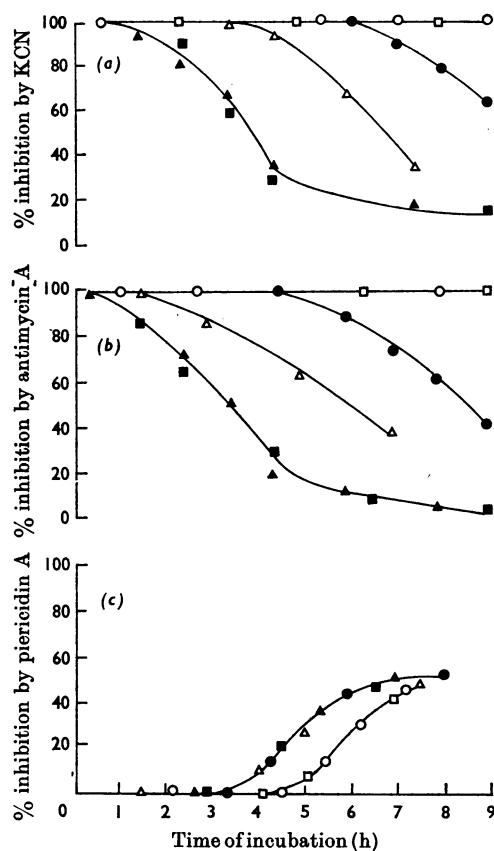 % inhibition by KCN
100
80
60
40
20
0
(a)
% inhibition by antimycin A
100
80
60
40
20
0
(b)
% inhibition by piericidin A
100
80
60
40
20
(c)
0 1 2 3 4 5 6 7 8 9
Time of incubation (h)